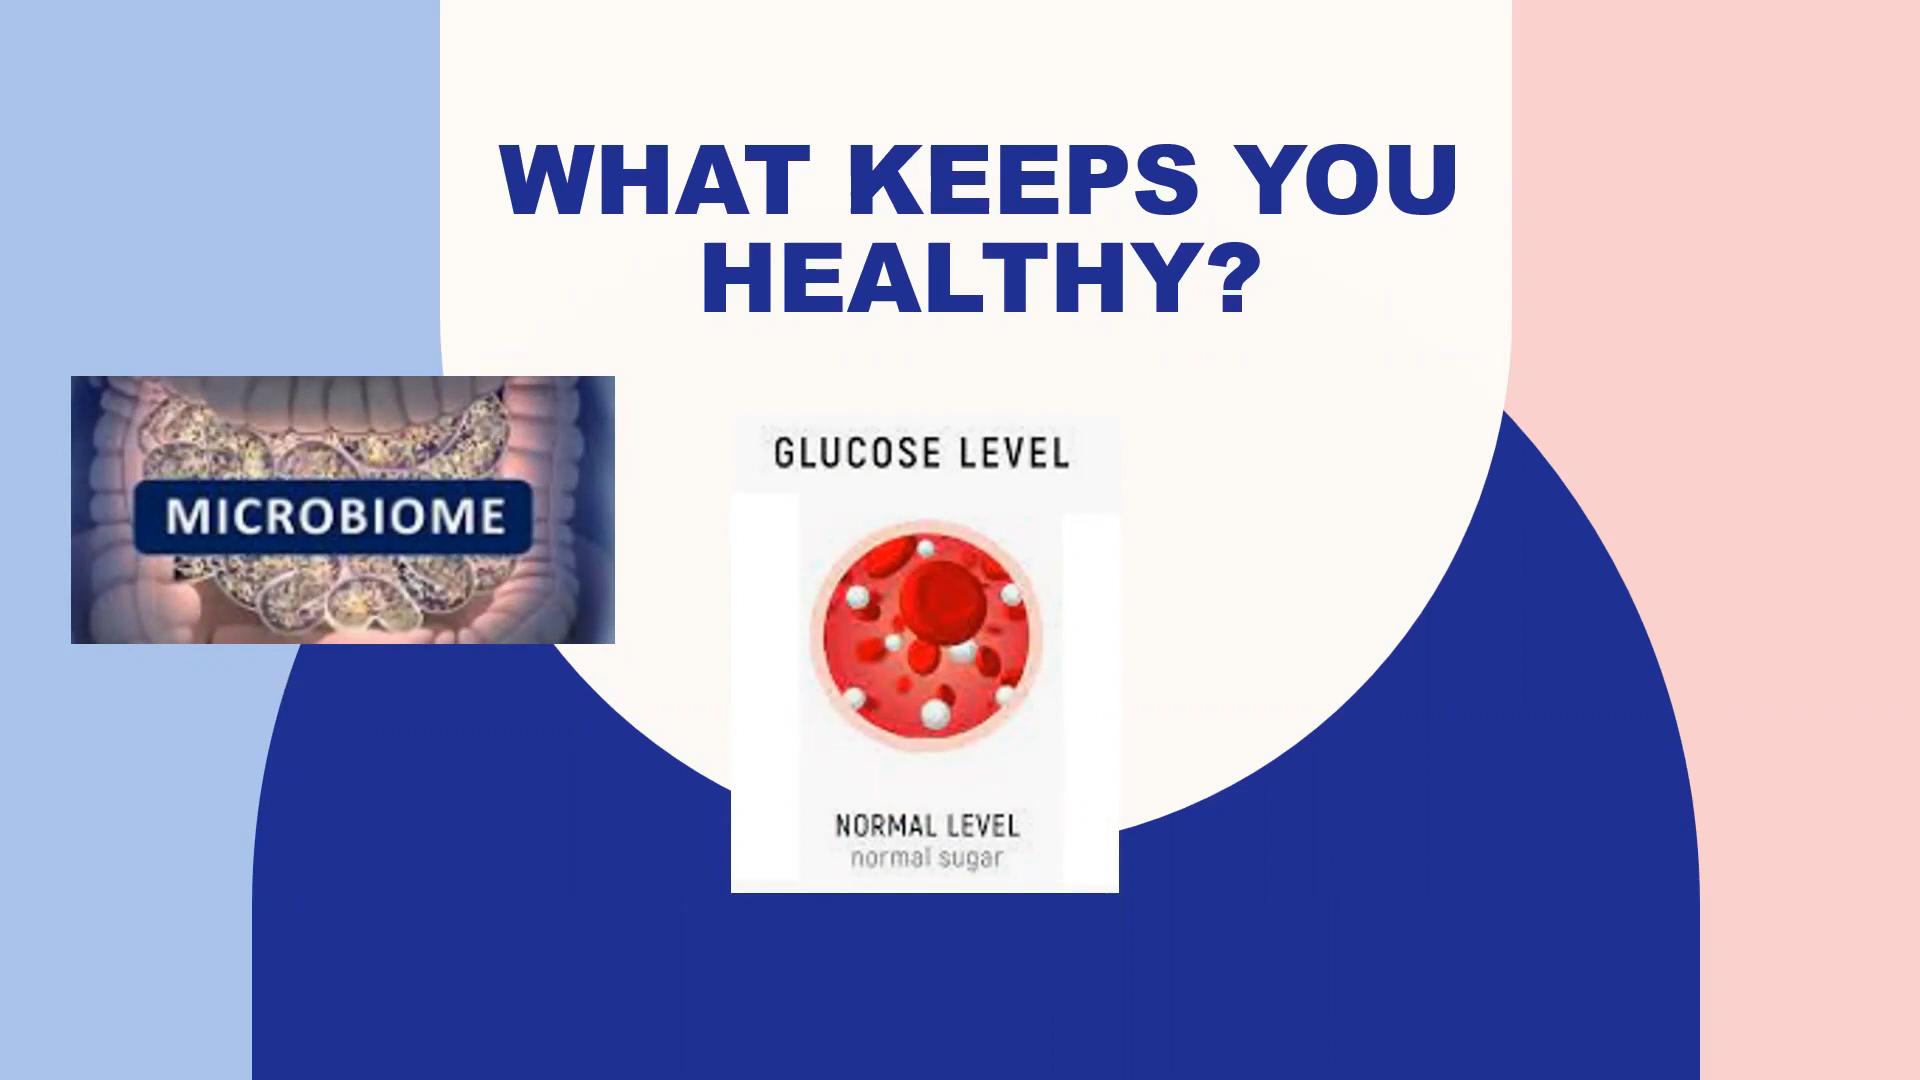 WHAT KEEPS YOU
HEALTHY?
MICROBIOME
GLUCOSE LEVEL
NORMAL LEVEL
normal sugar